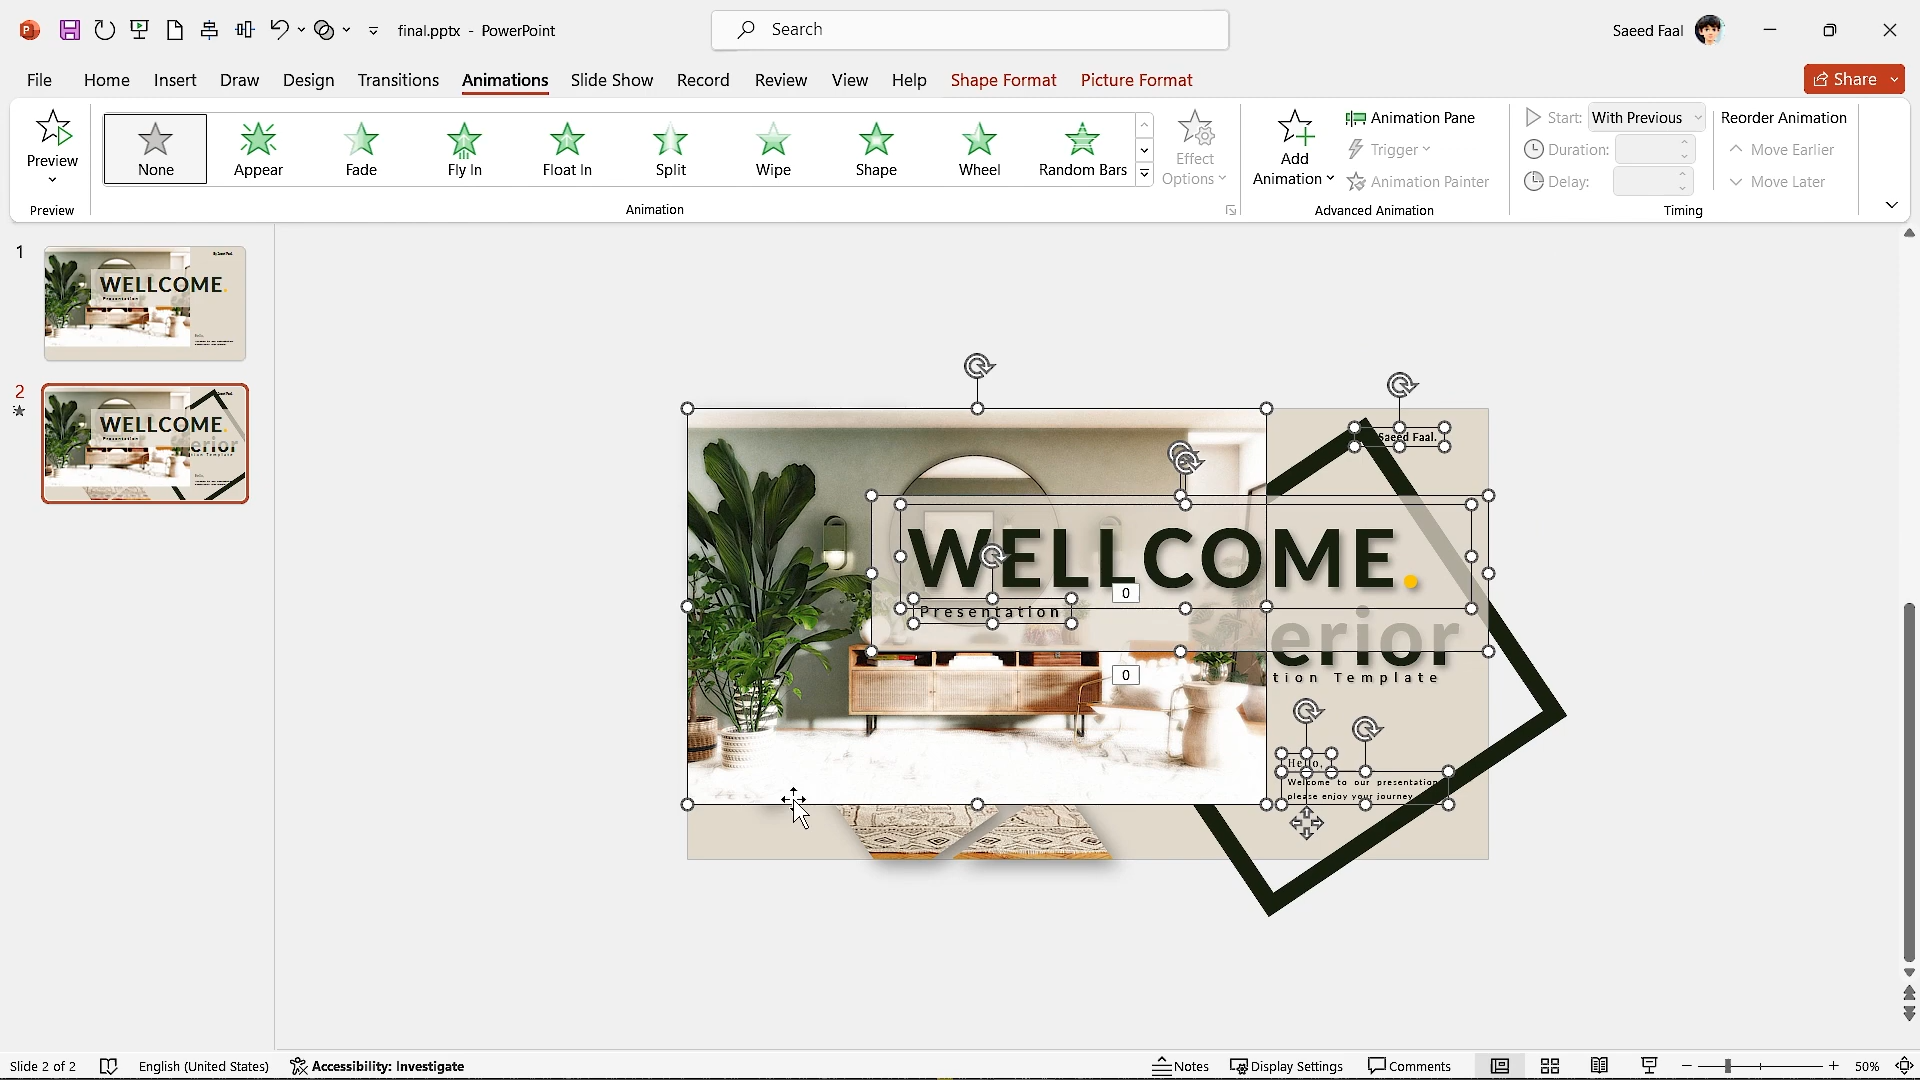 final.pptx - PowerPoint
Search
Saeed Faal
File Home Insert Draw Design Transitions Animations Slide Show Record Review View Help Shape Format Picture Format
Share
Preview
None
Appear
Fade
Fly In
Float In
Split
Wipe
Shape
Wheel
Random Bars
Effect
Options
Add
Animation
Animation Pane
Trigger
Animation Painter
Start: With Previous
Duration:
Delay:
Reorder Animation
Move Earlier
Move Later
Preview
Animation
Advanced Animation
Timing
1
WELLCOME.
Presentation
2
WELLCOME.
Presentation
erior
Saeed Faal.
WELLCOME.
0
Presentation
erior
tion Template
0
Hello,
Welcome to our presentation
please enjoy your journey
Slide 2 of 2
English (United States)
Accessibility: Investigate
Notes
Display Settings
Comments
50%